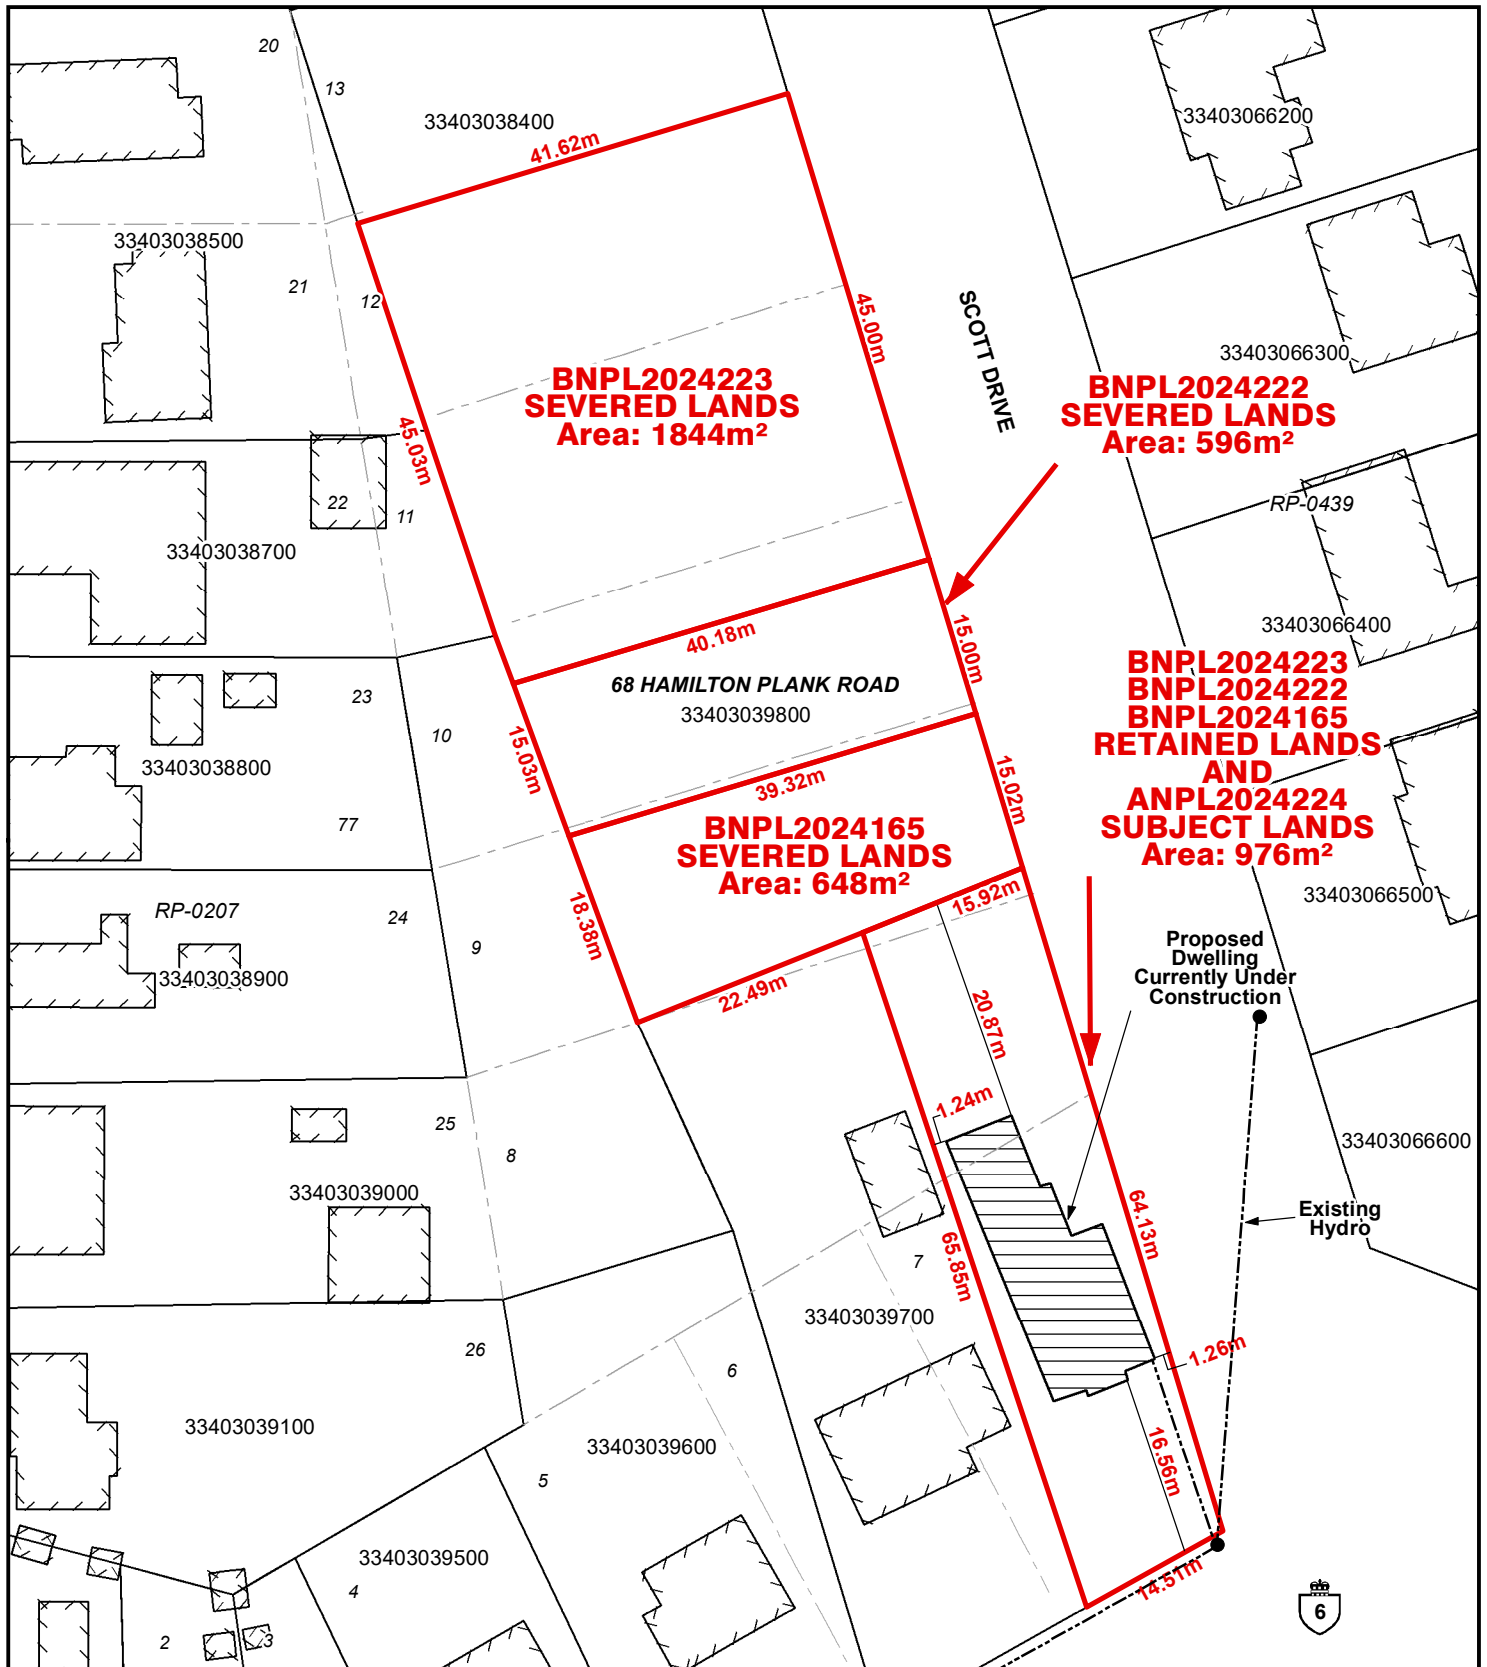 20
13
33403038400
41.62m
33403066200
33403038500
21
12
45.00m
SCOTT DRIVE
33403066300
BNPL2024223
SEVERED LANDS
Area: 1844m²
BNPL2024222
SEVERED LANDS
Area: 596m²
45.03m
22
11
RP-0439
33403038700
40.18m
15.00m
33403066400
68 HAMILTON PLANK ROAD
33403039800
BNPL2024223
BNPL2024222
BNPL2024165
RETAINED LANDS
AND
ANPL2024224
SUBJECT LANDS
Area: 976m²
23
10
33403038800
15.03m
39.32m
15.02m
77
BNPL2024165
SEVERED LANDS
Area: 648m²
33403066500
15.92m
RP-0207
24
9
18.38m
33403038900
22.49m
20.87m
Proposed
Dwelling
Currently Under
Construction
1.24m
25
8
33403066600
33403039000
64.13m
Existing
Hydro
7
65.85m
33403039700
26
6
1.26m
33403039100
33403039600
5
16.56m
33403039500
4
14.51m
6
2
3